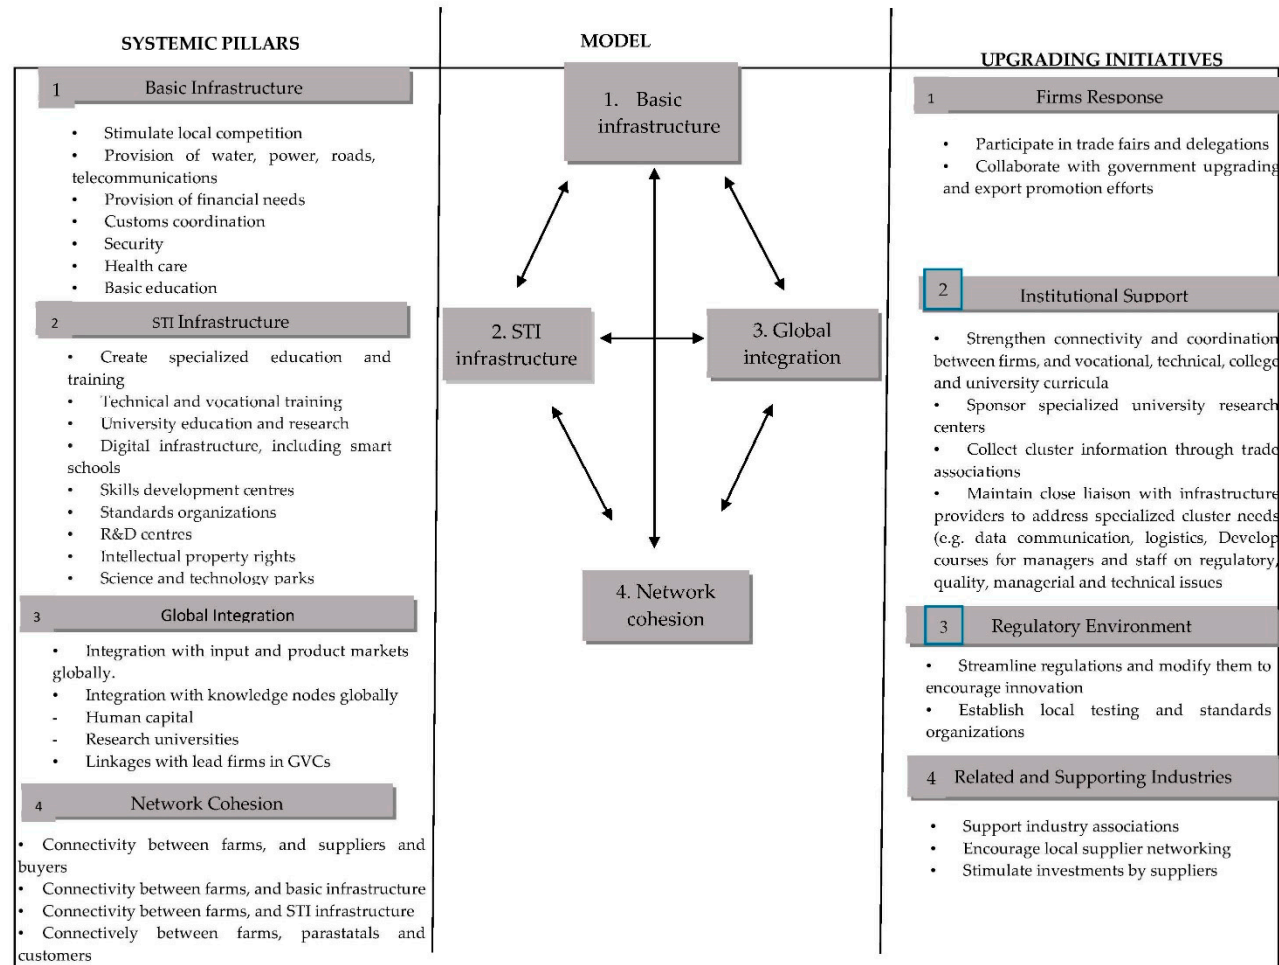 SYSTEMIC PILLARS
1 Basic Infrastructure
• Stimulate local competition
• Provision of water, power, roads,
telecommunications
• Provision of financial needs
• Customs coordination
• Security
• Health care
• Basic education
2 STI Infrastructure
• Create specialized education and
training
• Technical and vocational training
• University education and research
• Digital infrastructure, including smart
schools
• Skills development centres
• Standards organizations
• R&D centres
• Intellectual property rights
• Science and technology parks
3 Global Integration
• Integration with input and product markets
globally.
• Integration with knowledge nodes globally
- Human capital
- Research universities
• Linkages with lead firms in GVCs
4 Network Cohesion
• Connectivity between farms, and suppliers and
buyers
• Connectivity between farms, and basic infrastructure
• Connectivity between farms, and STI infrastructure
• Connectively between farms, parastatals and
customers
MODEL
1. Basic
infrastructure
2. STI
infrastructure
3. Global
integration
4. Network
cohesion
UPGRADING INITIATIVES
1 Firms Response
• Participate in trade fairs and delegations
• Collaborate with government upgrading
and export promotion efforts
2 Institutional Support
• Strengthen connectivity and coordination
between firms, and vocational, technical, college
and university curricula
• Sponsor specialized university research
centers
• Collect cluster information through trade
associations
• Maintain close liaison with infrastructure
providers to address specialized cluster needs
(e.g. data communication, logistics, Develop
courses for managers and staff on regulatory,
quality, managerial and technical issues
3 Regulatory Environment
• Streamline regulations and modify them to
encourage innovation
• Establish local testing and standards
organizations
4 Related and Supporting Industries
• Support industry associations
• Encourage local supplier networking
• Stimulate investments by suppliers